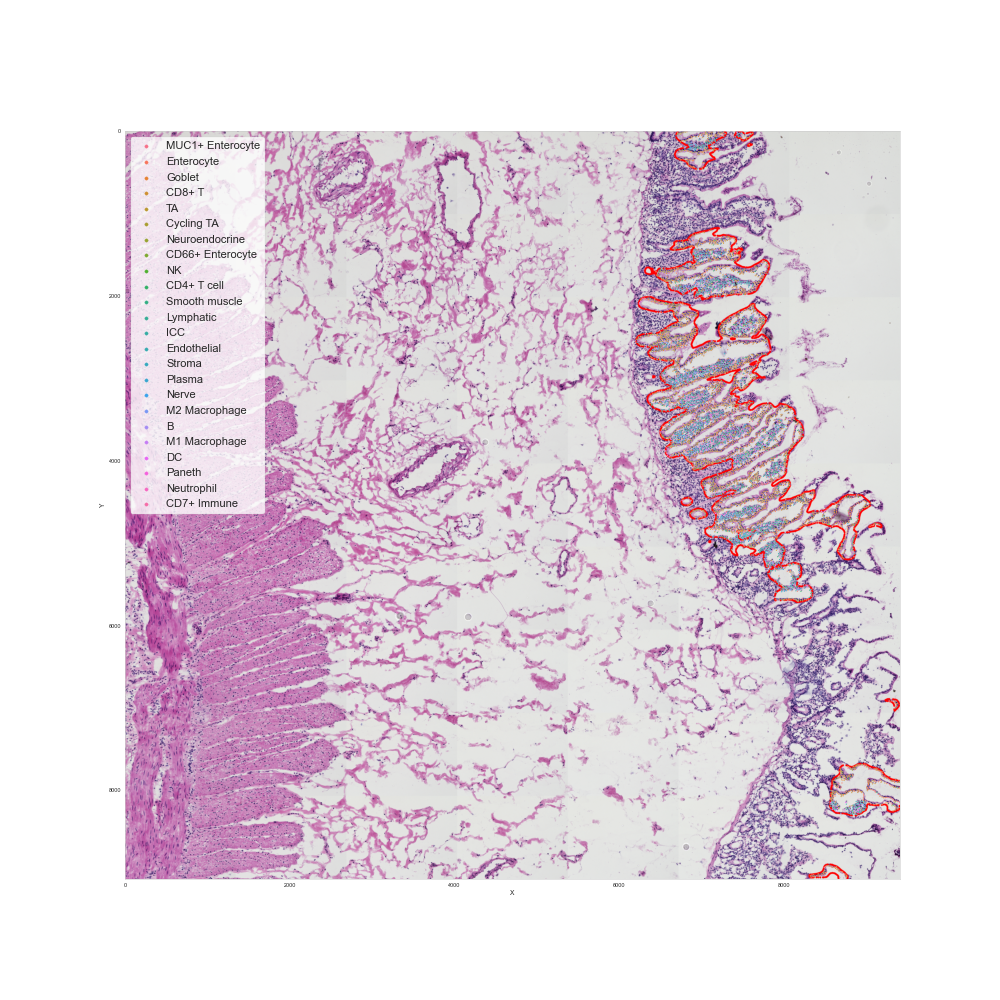 MUC1+ Enterocyte
Enterocyte
Goblet
CD8+ T
TA
Cycling TA
Neuroendocrine
CD66+ Enterocyte
NK
CD4+ T cell
Smooth muscle
Lymphatic
ICC
Endothelial
Stroma
Plasma
Nerve
M2 Macrophage
B
M1 Macrophage
DC
Paneth
Neutrophil
CD7+ Immune
0
2000
4000
6000
8000
Y
0 2000 4000 6000 8000
X